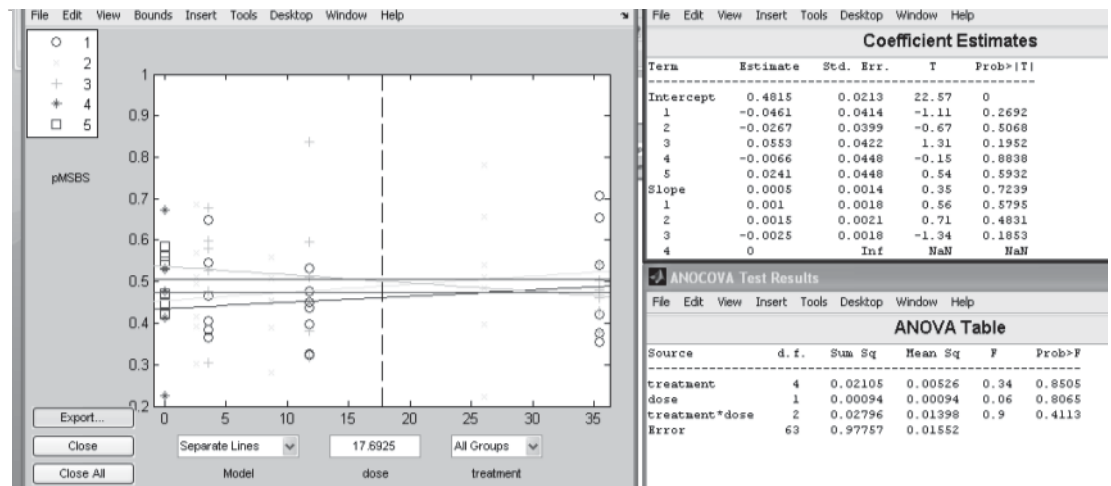 File Edit View Bounds Insert Tools Desktop Window Help
1
2
3
4
5
pMSBS
1
0.9
0.8
0.7
0.6
0.5
0.4
0.3
0.2
0 5 10 15 20 25 30 35
Export...
Close
Close All
Separate Lines 17.6925 All Groups
Model dose treatment
File Edit View Insert Tools Desktop Window Help
Coefficient Estimates
Term Estimate Std. Err. T Prob>|T|
Intercept 0.4815 0.0213 22.57 0
1 -0.0461 0.0414 -1.11 0.2692
2 -0.0267 0.0399 -0.67 0.5068
3 0.0553 0.0422 1.31 0.1952
4 -0.0066 0.0448 -0.15 0.8838
5 0.0241 0.0448 0.54 0.5932
Slope 0.0005 0.0014 0.35 0.7239
1 0.001 0.0018 0.56 0.5795
2 0.0015 0.0021 0.71 0.4831
3 -0.0025 0.0018 -1.34 0.1853
4 0 Inf NaN NaN
ANOCOVA Test Results
File Edit View Insert Tools Desktop Window Help
ANOVA Table
Source d.f. Sum Sq Mean Sq F Prob>F
treatment 4 0.02105 0.00526 0.34 0.8505
dose 1 0.00094 0.00094 0.06 0.8065
treatment*dose 2 0.02796 0.01398 0.9 0.4113
Error 63 0.97757 0.01552